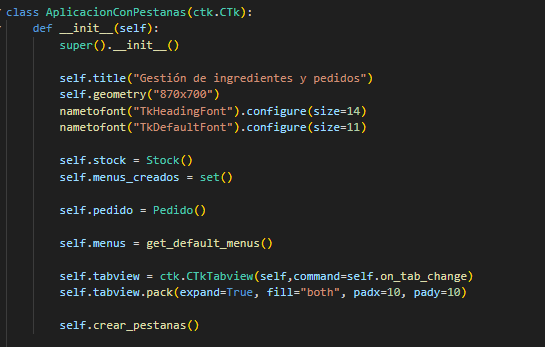 class AplicacionConPestanas(ctk.CTk):
    def __init__(self):
        super().__init__()
        self.title("Gestión de ingredientes y pedidos")
        self.geometry("870x700")
        nametofont("TkHeadingFont").configure(size=14)
        nametofont("TkDefaultFont").configure(size=11)
        self.stock = Stock()
        self.menus_creados = set()
        self.pedido = Pedido()
        self.menus = get_default_menus()
        self.tabview = ctk.CTkTabview(self,command=self.on_tab_change)
        self.tabview.pack(expand=True, fill="both", padx=10, pady=10)
        self.crear_pestanas()